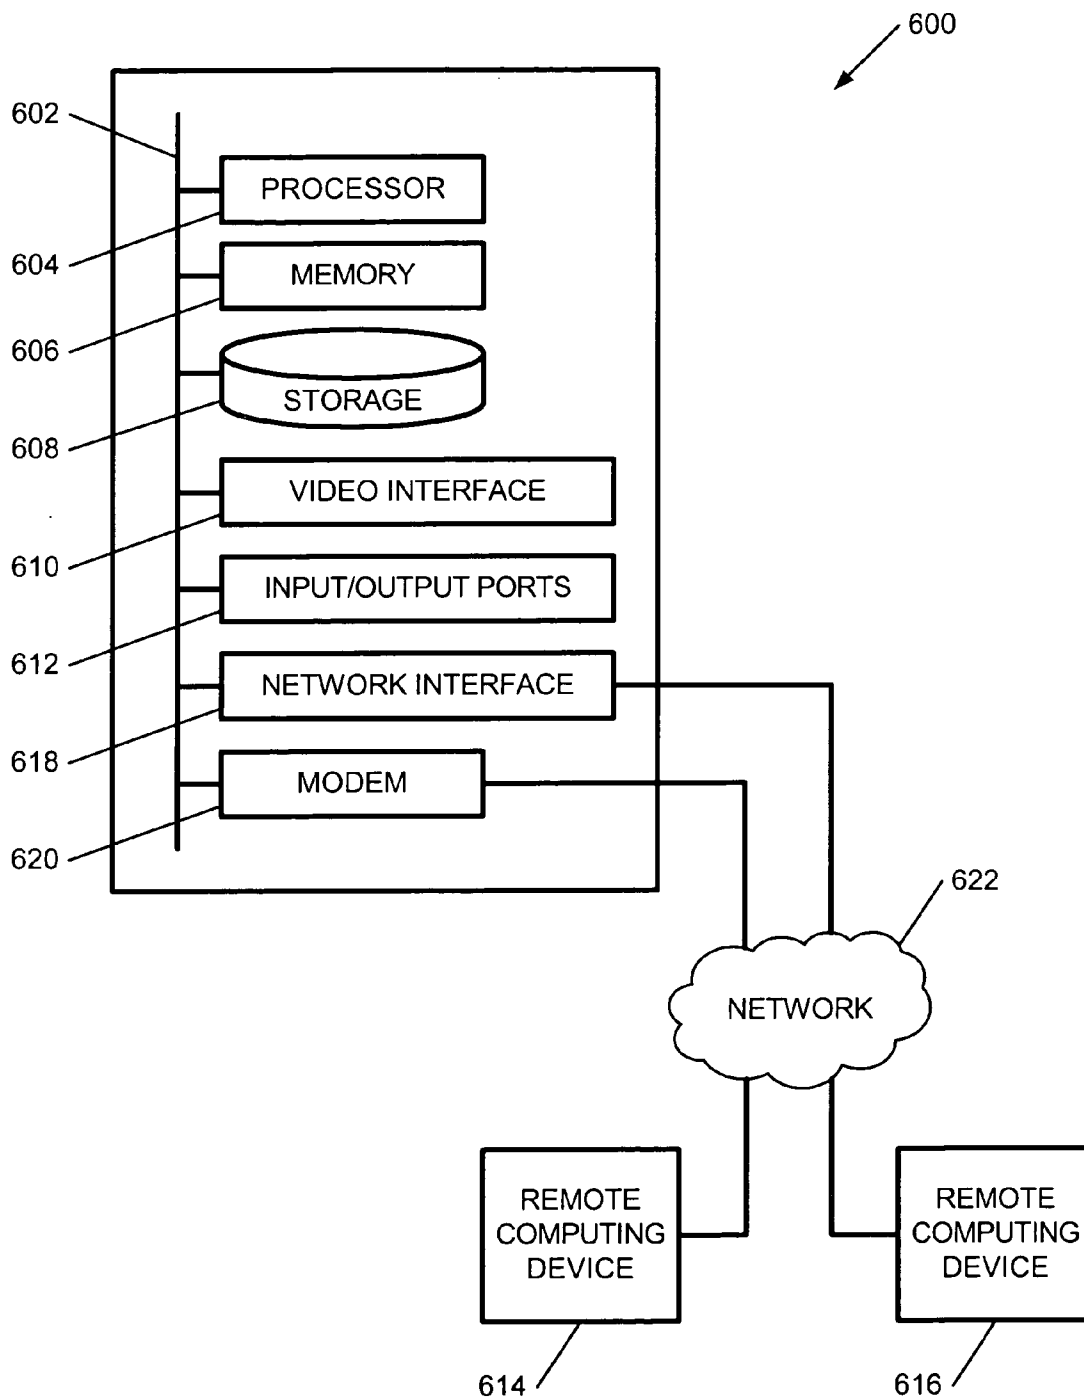 600
602
PROCESSOR
604
MEMORY
606
STORAGE
608
VIDEO INTERFACE
610
INPUT/OUTPUT PORTS
612
NETWORK INTERFACE
618
MODEM
620
622
NETWORK
REMOTE
COMPUTING
DEVICE
REMOTE
COMPUTING
DEVICE
614
616